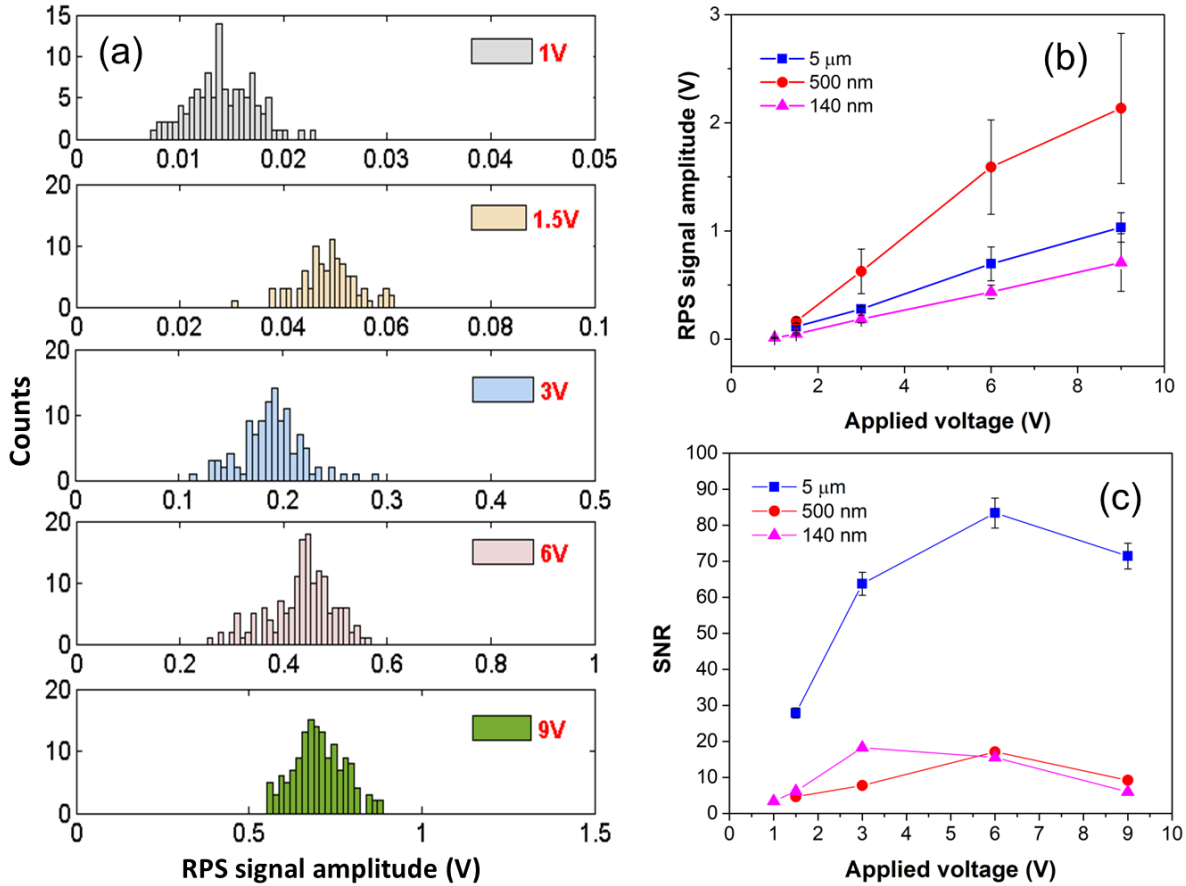 (a)
1V
15
10
5
0
0 0.01 0.02 0.03 0.04 0.05
1.5V
20
10
0
0 0.02 0.04 0.06 0.08 0.1
3V
20
10
0
0 0.1 0.2 0.3 0.4 0.5
6V
20
10
0
0 0.2 0.4 0.6 0.8 1
9V
20
10
0
0 0.5 1 1.5
Counts
RPS signal amplitude (V)
(b)
5 μm
500 nm
140 nm
3
2
1
0
0 2 4 6 8 10
RPS signal amplitude (V)
Applied voltage (V)
(c)
5 μm
500 nm
140 nm
100
90
80
70
60
50
40
30
20
10
0
0 1 2 3 4 5 6 7 8 9 10
SNR
Applied voltage (V)